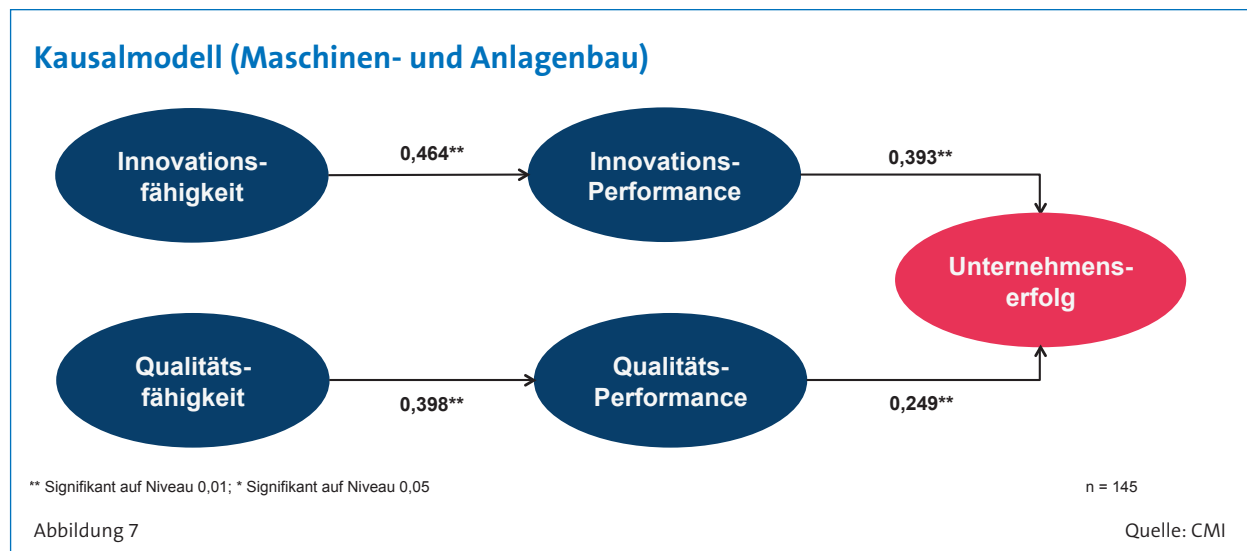 Kausalmodell (Maschinen- und Anlagenbau)
Innovations-
fähigkeit
0,464**
Innovations-
Performance
0,393**
Unternehmens-
erfolg
Qualitäts-
fähigkeit
0,398**
Qualitäts-
Performance
0,249**
** Signifikant auf Niveau 0,01; * Signifikant auf Niveau 0,05
n = 145
Abbildung 7
Quelle: CMI